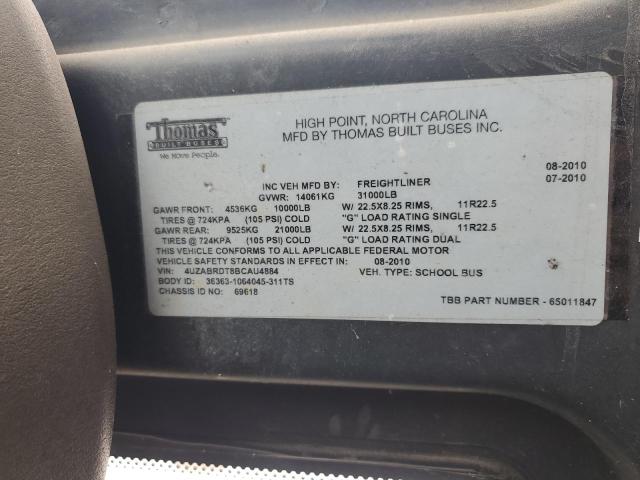 Thomas
BUILT BUSES
We Move People.
HIGH POINT, NORTH CAROLINA
MFD BY THOMAS BUILT BUSES INC.
08-2010
INC VEH MFD BY: FREIGHTLINER 07-2010
GVWR: 14061KG 31000LB
GAWR FRONT: 4536KG 10000LB W/ 22.5X8.25 RIMS, 11R22.5
TIRES @ 724KPA (105 PSI) COLD "G" LOAD RATING SINGLE
GAWR REAR: 9525KG 21000LB W/ 22.5X8.25 RIMS, 11R22.5
TIRES @ 724KPA (105 PSI) COLD "G" LOAD RATING DUAL
THIS VEHICLE CONFORMS TO ALL APPLICABLE FEDERAL MOTOR
VEHICLE SAFETY STANDARDS IN EFFECT IN: 08-2010
VIN: 4UZABRDT8BCAU4884 VEH. TYPE: SCHOOL BUS
BODY ID: 36363-1064045-311TS
CHASSIS ID: 69618 TBB PART NUMBER - 65011847